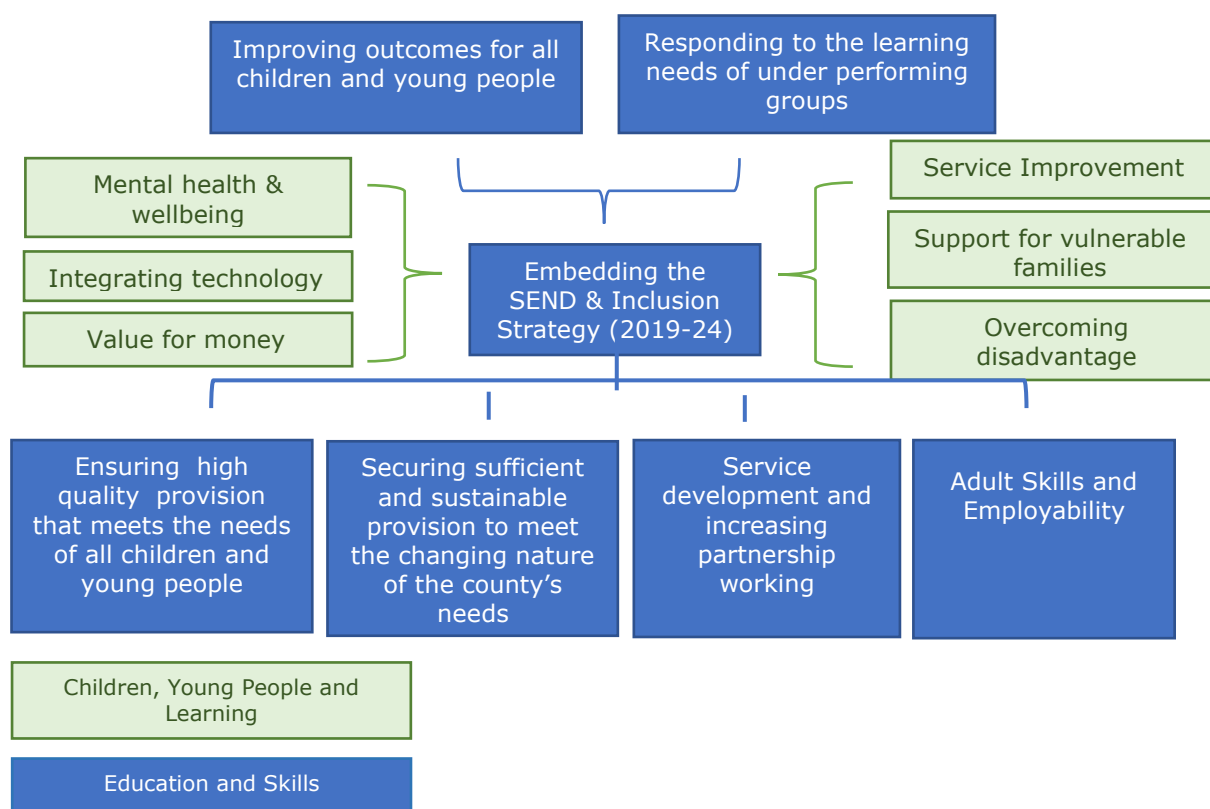 Improving outcomes for all
children and young people
Responding to the learning
needs of under performing
groups
Mental health &
wellbeing
Integrating technology
Value for money
Service Improvement
Support for vulnerable
families
Overcoming
disadvantage
Embedding the
SEND & Inclusion
Strategy (2019-24)
Ensuring high
quality provision
that meets the needs
of all children and
young people
Securing sufficient
and sustainable
provision to meet
the changing nature
of the county’s
needs
Service
development and
increasing
partnership
working
Adult Skills and
Employability
Children, Young People and
Learning
Education and Skills